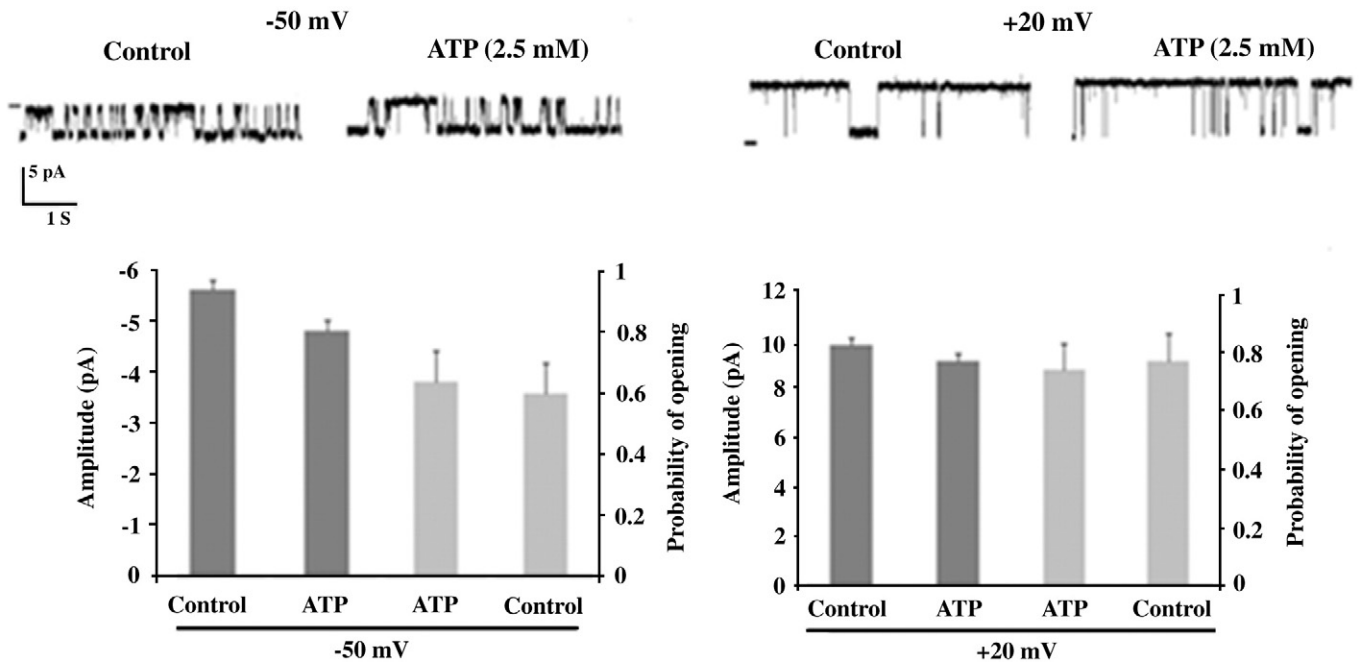 -50 mV
Control ATP (2.5 mM)
5 pA
1 S
+20 mV
Control ATP (2.5 mM)
Amplitude (pA)
-6
-5
-4
-3
-2
-1
0
Probability of opening
1
0.8
0.6
0.4
0.2
0
Control ATP ATP Control
-50 mV
Amplitude (pA)
12
10
8
6
4
2
0
Probability of opening
1
0.8
0.6
0.4
0.2
0
Control ATP ATP Control
+20 mV